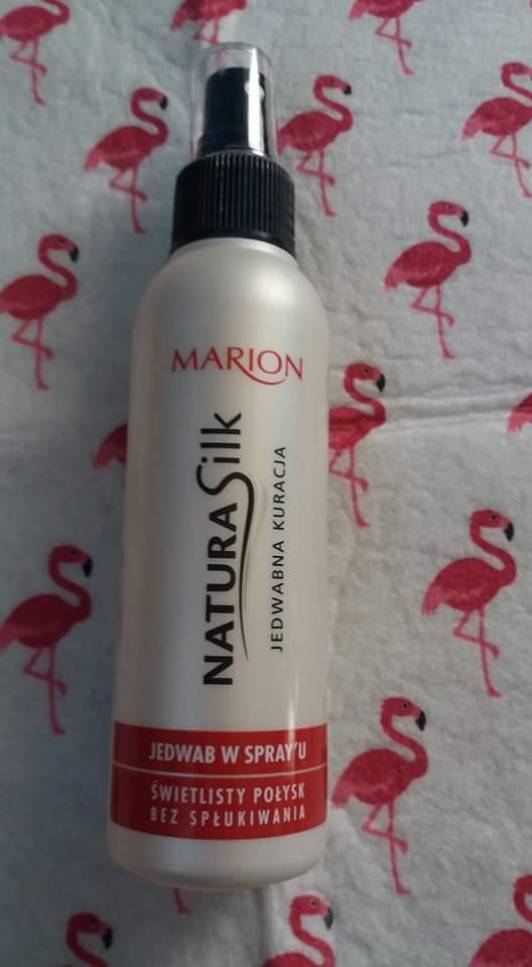 MARION
NATURA Silk
JEDWABNA KURACJA
JEDWAB W SPRAY'U
ŚWIETLISTY POŁYSK
BEZ SPŁUKIWANIA